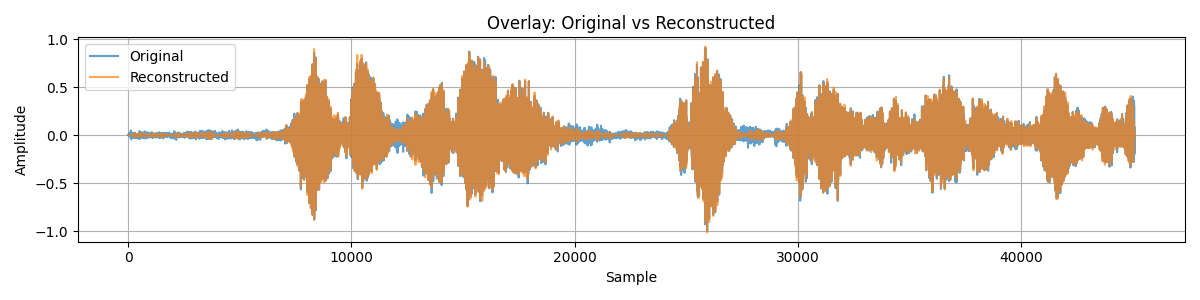 Overlay: Original vs Reconstructed
Original
Reconstructed
1.0
0.5
0.0
−0.5
−1.0
Amplitude
0 10000 20000 30000 40000
Sample